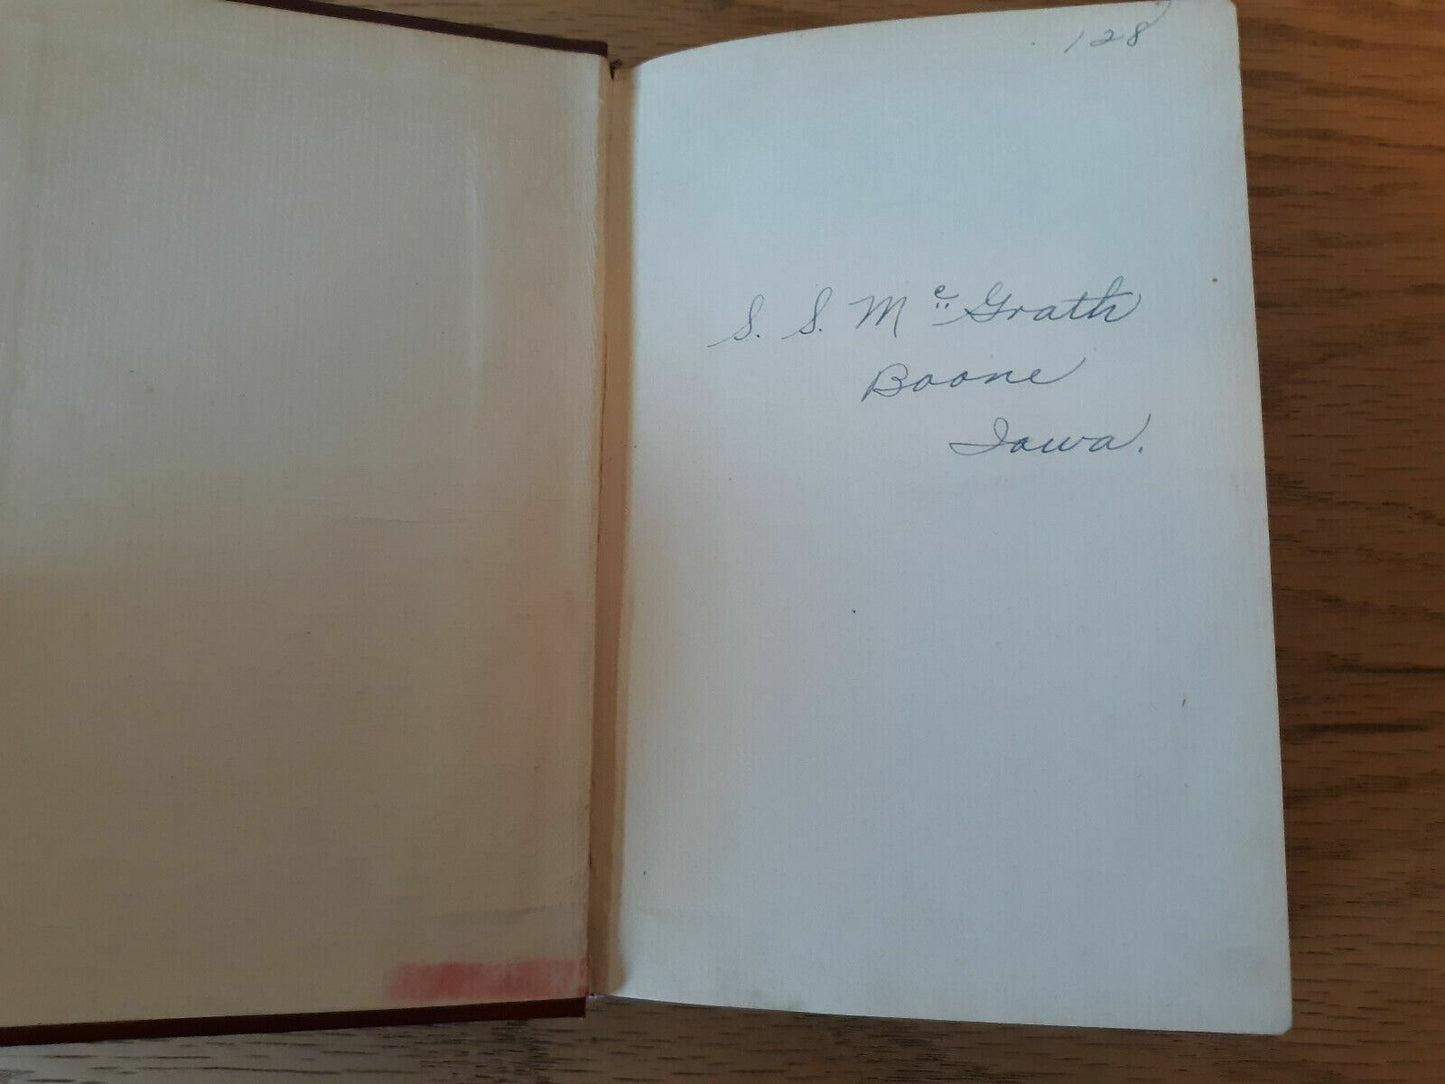 128
S. S. McGrath
Boone
Iowa.